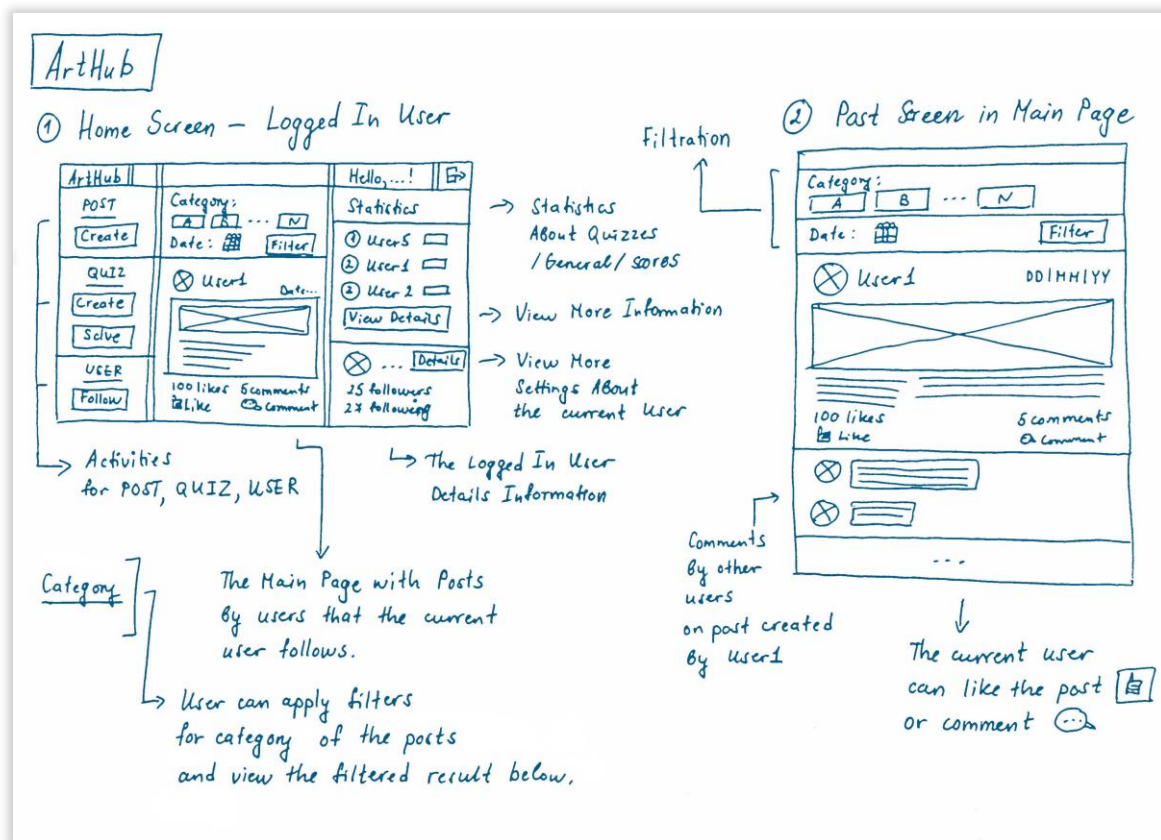 ArtHub
① Home Screen – Logged In User
ArtHub
Hello,...!
POST
Create
QUIZ
Create
Solve
USER
Follow
Category:
A B ... N
Date: Filter
User1
Date...
100 likes 5 comments
Like Comment
Statistics
① User5
② User1
② User2
View Details
... Details
25 followers
27 following
→ Statistics
About Quizzes
/General/ scores
→ View More Information
→ View More
Settings About
the current User
Activities
for POST, QUIZ, USER
The Logged In User
Details Information
The Main Page with Posts
By users that the current
user follows.
Category
User can apply filters
for category of the posts
and view the filtered result below.
Filtration
② Post Screen in Main Page
Category:
A B ... N
Date: Filter
User1 DD|MM|YY
100 likes 5 comments
Like Comment
...
Comments
By other
users
on post created
By User1
The current user
can like the post
or comment